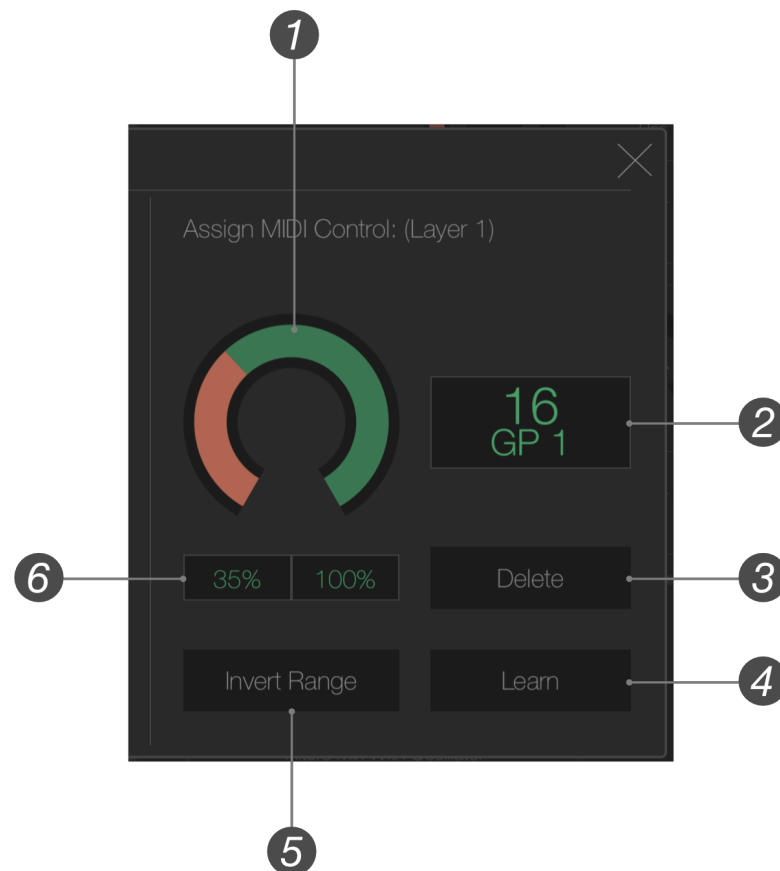 1
Assign MIDI Control: (Layer 1)
16
GP 1
2
6
35% 100%
Delete
3
Invert Range
Learn
4
5